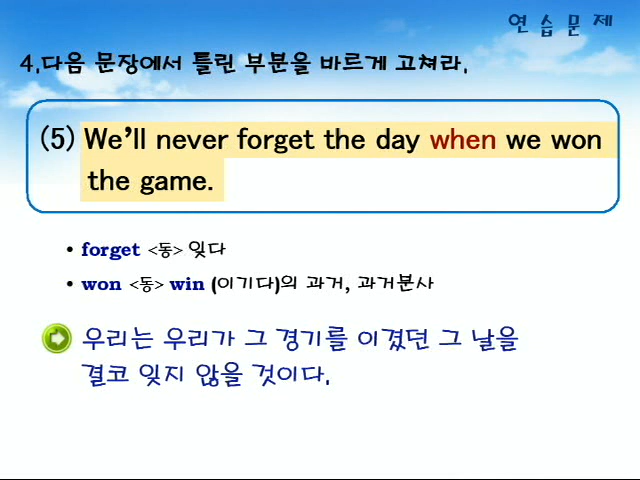 연 습 문 제
4.다음 문장에서 틀린 부분을 바르게 고쳐라.
(5) We'll never forget the day when we won
the game.
• forget <동> 잊다
• won <동> win (이기다)의 과거, 과거분사
우리는 우리가 그 경기를 이겼던 그 날을
결코 잊지 않을 것이다.